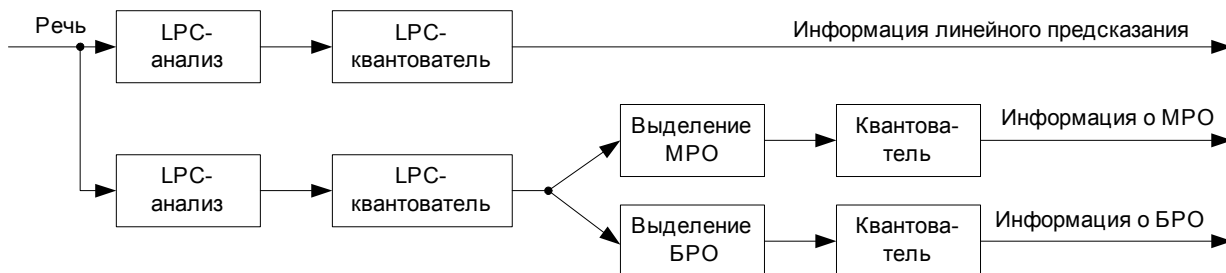 Речь
LPC-
анализ
LPC-
квантователь
Информация линейного предсказания
LPC-
анализ
LPC-
квантователь
Выделение
МРО
Квантова-
тель
Информация о МРО
Выделение
БРО
Квантова-
тель
Информация о БРО